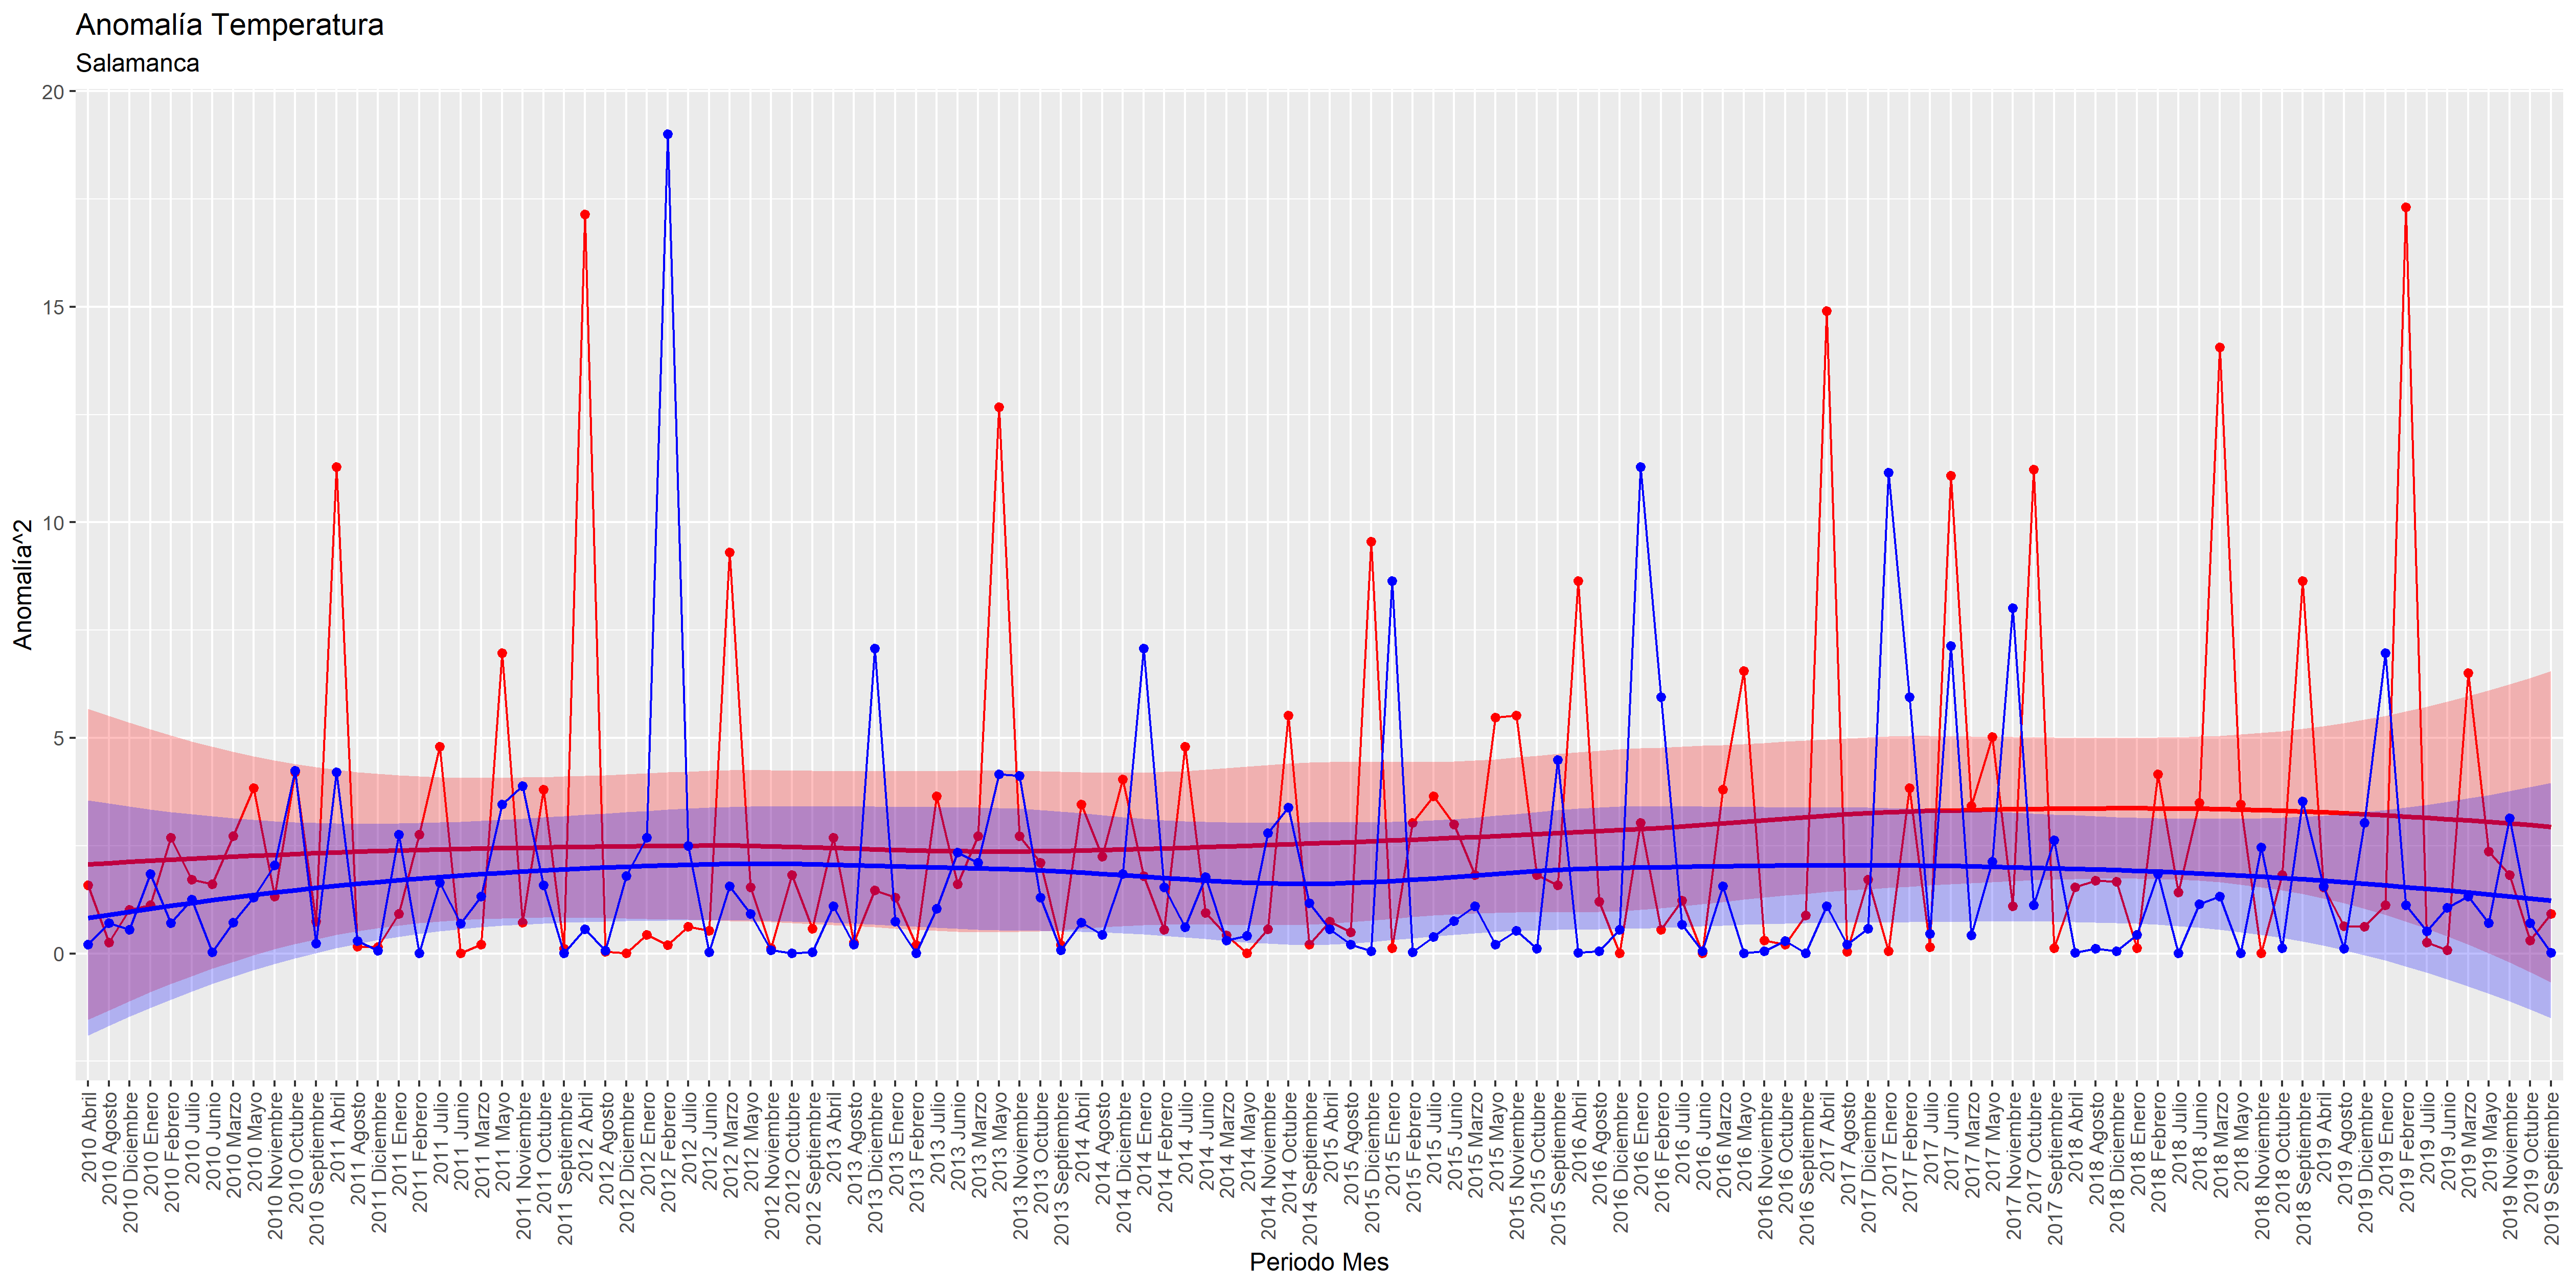 Anomalía Temperatura
Salamanca
20
15
10
5
0
Anomalía^2
2010 Abril
2010 Agosto
2010 Diciembre
2010 Enero
2010 Febrero
2010 Julio
2010 Junio
2010 Marzo
2010 Mayo
2010 Noviembre
2010 Octubre
2010 Septiembre
2011 Abril
2011 Agosto
2011 Diciembre
2011 Enero
2011 Febrero
2011 Julio
2011 Junio
2011 Marzo
2011 Mayo
2011 Noviembre
2011 Octubre
2011 Septiembre
2012 Abril
2012 Agosto
2012 Diciembre
2012 Enero
2012 Febrero
2012 Julio
2012 Junio
2012 Marzo
2012 Mayo
2012 Noviembre
2012 Octubre
2012 Septiembre
2013 Abril
2013 Agosto
2013 Diciembre
2013 Enero
2013 Febrero
2013 Julio
2013 Junio
2013 Marzo
2013 Mayo
2013 Noviembre
2013 Octubre
2013 Septiembre
2014 Abril
2014 Agosto
2014 Diciembre
2014 Enero
2014 Febrero
2014 Julio
2014 Junio
2014 Marzo
2014 Mayo
2014 Noviembre
2014 Octubre
2014 Septiembre
2015 Abril
2015 Agosto
2015 Diciembre
2015 Enero
2015 Febrero
2015 Julio
2015 Junio
2015 Marzo
2015 Mayo
2015 Noviembre
2015 Octubre
2015 Septiembre
2016 Abril
2016 Agosto
2016 Diciembre
2016 Enero
2016 Febrero
2016 Julio
2016 Junio
2016 Marzo
2016 Mayo
2016 Noviembre
2016 Octubre
2016 Septiembre
2017 Abril
2017 Agosto
2017 Diciembre
2017 Enero
2017 Febrero
2017 Julio
2017 Junio
2017 Marzo
2017 Mayo
2017 Noviembre
2017 Octubre
2017 Septiembre
2018 Abril
2018 Agosto
2018 Diciembre
2018 Enero
2018 Febrero
2018 Julio
2018 Junio
2018 Marzo
2018 Mayo
2018 Noviembre
2018 Octubre
2018 Septiembre
2019 Abril
2019 Agosto
2019 Diciembre
2019 Enero
2019 Febrero
2019 Julio
2019 Junio
2019 Marzo
2019 Mayo
2019 Noviembre
2019 Octubre
2019 Septiembre
Periodo Mes